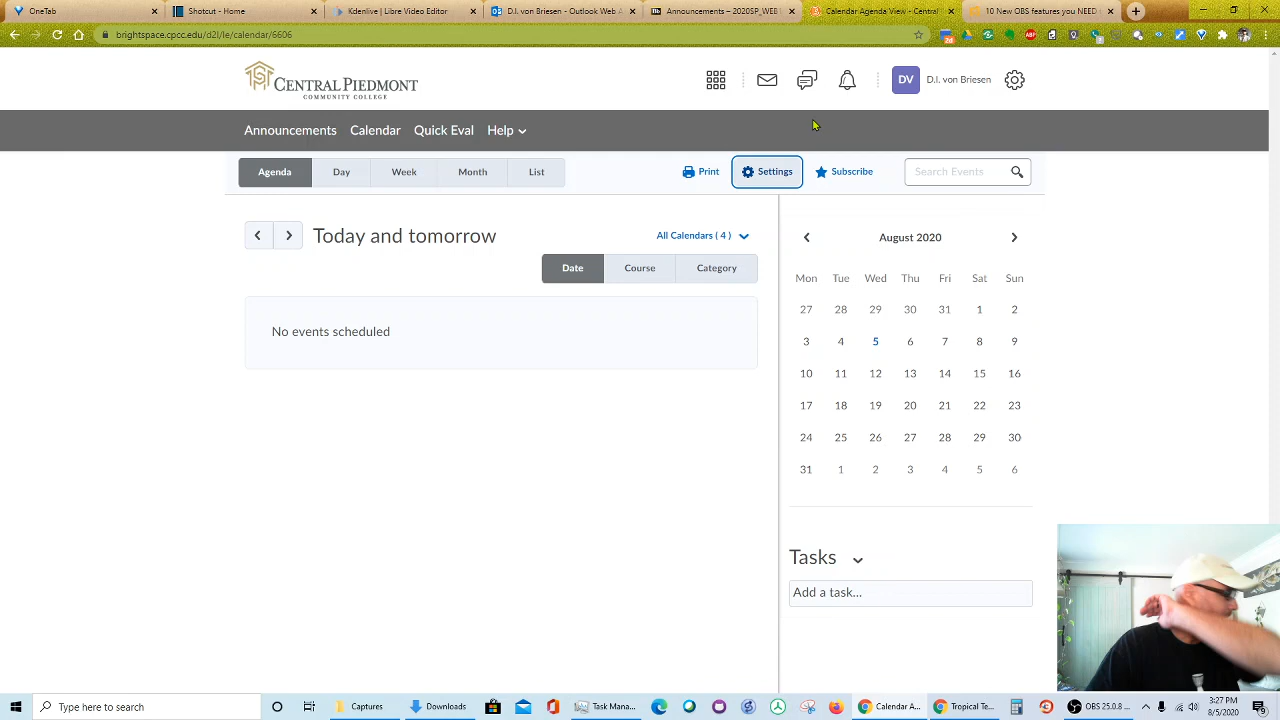 OneTab
Shotcut - Home
Kdenlive | Libre Video Editor
D.I. von Briesen - Outlook Web A
Announcements – 2020SP_WEB
Calendar Agenda View - Central
10 New OBS features you NEED
brightspace.cpcc.edu/d2l/le/calendar/6606
CENTRAL PIEDMONT
COMMUNITY COLLEGE
DV
D.I. von Briesen
Announcements
Calendar
Quick Eval
Help
Agenda
Day
Week
Month
List
Print
Settings
Subscribe
Search Events
Today and tomorrow
All Calendars ( 4 )
Date
Course
Category
No events scheduled
August 2020
Mon Tue Wed Thu Fri Sat Sun
27 28 29 30 31 1 2
3 4 5 6 7 8 9
10 11 12 13 14 15 16
17 18 19 20 21 22 23
24 25 26 27 28 29 30
31 1 2 3 4 5 6
Tasks
Add a task...
Type here to search
Captures
Downloads
Task Mana...
Calendar A...
Tropical Te...
OBS 25.0.8 ...
3:27 PM
8/5/2020